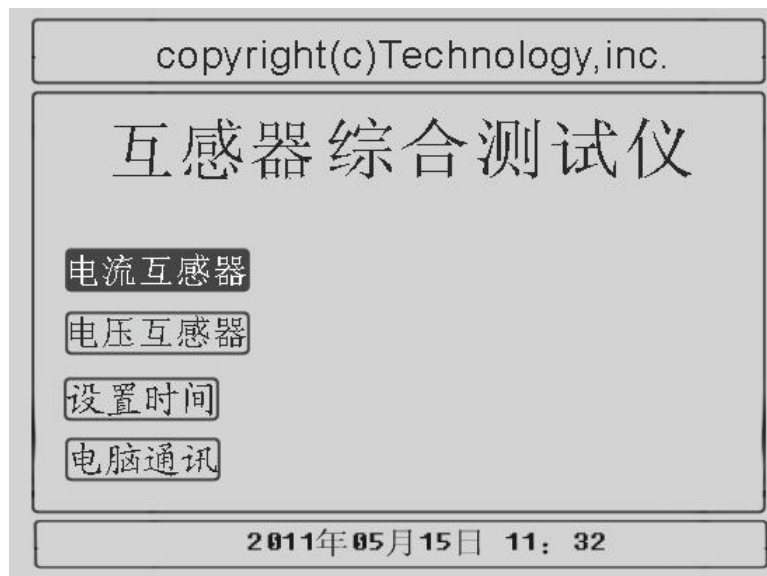 copyright(c)Technology,inc.
互感器综合测试仪
电流互感器
电压互感器
设置时间
电脑通讯
2011年05月15日 11：32